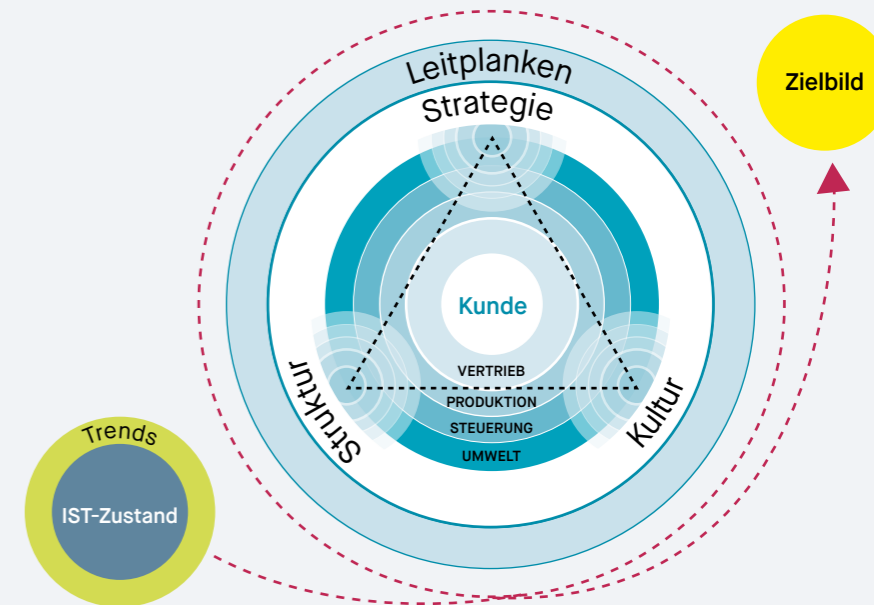 Leitplanken
Strategie
Zielbild
Kunde
VERTRIEB
PRODUKTION
STEUERUNG
UMWELT
Struktur
Kultur
Trends
IST-Zustand